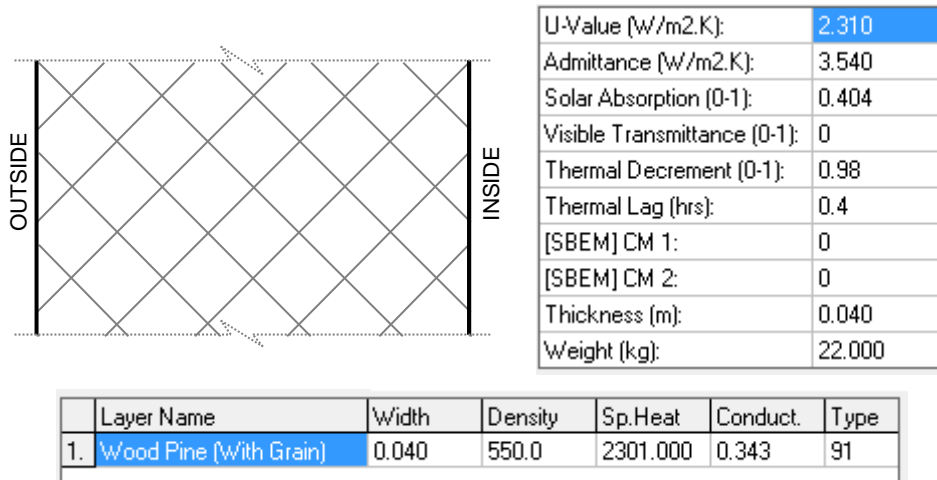 OUTSIDE
INSIDE
U-Value (W/m2.K): 2.310
Admittance (W/m2.K): 3.540
Solar Absorption (0-1): 0.404
Visible Transmittance (0-1): 0
Thermal Decrement (0-1): 0.98
Thermal Lag (hrs): 0.4
[SBEM] CM 1: 0
[SBEM] CM 2: 0
Thickness (m): 0.040
Weight (kg): 22.000
Layer Name Width Density Sp.Heat Conduct. Type
1. Wood Pine (With Grain) 0.040 550.0 2301.000 0.343 91